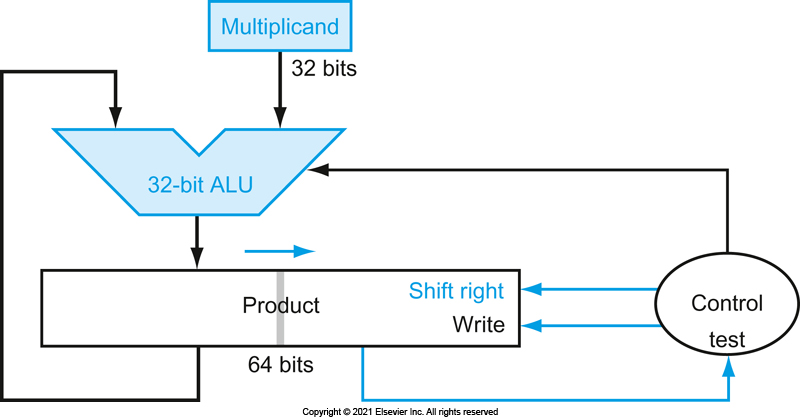 Multiplicand
32 bits
32-bit ALU
Product
Shift right
Write
Control
test
64 bits
Copyright © 2021 Elsevier Inc. All rights reserved